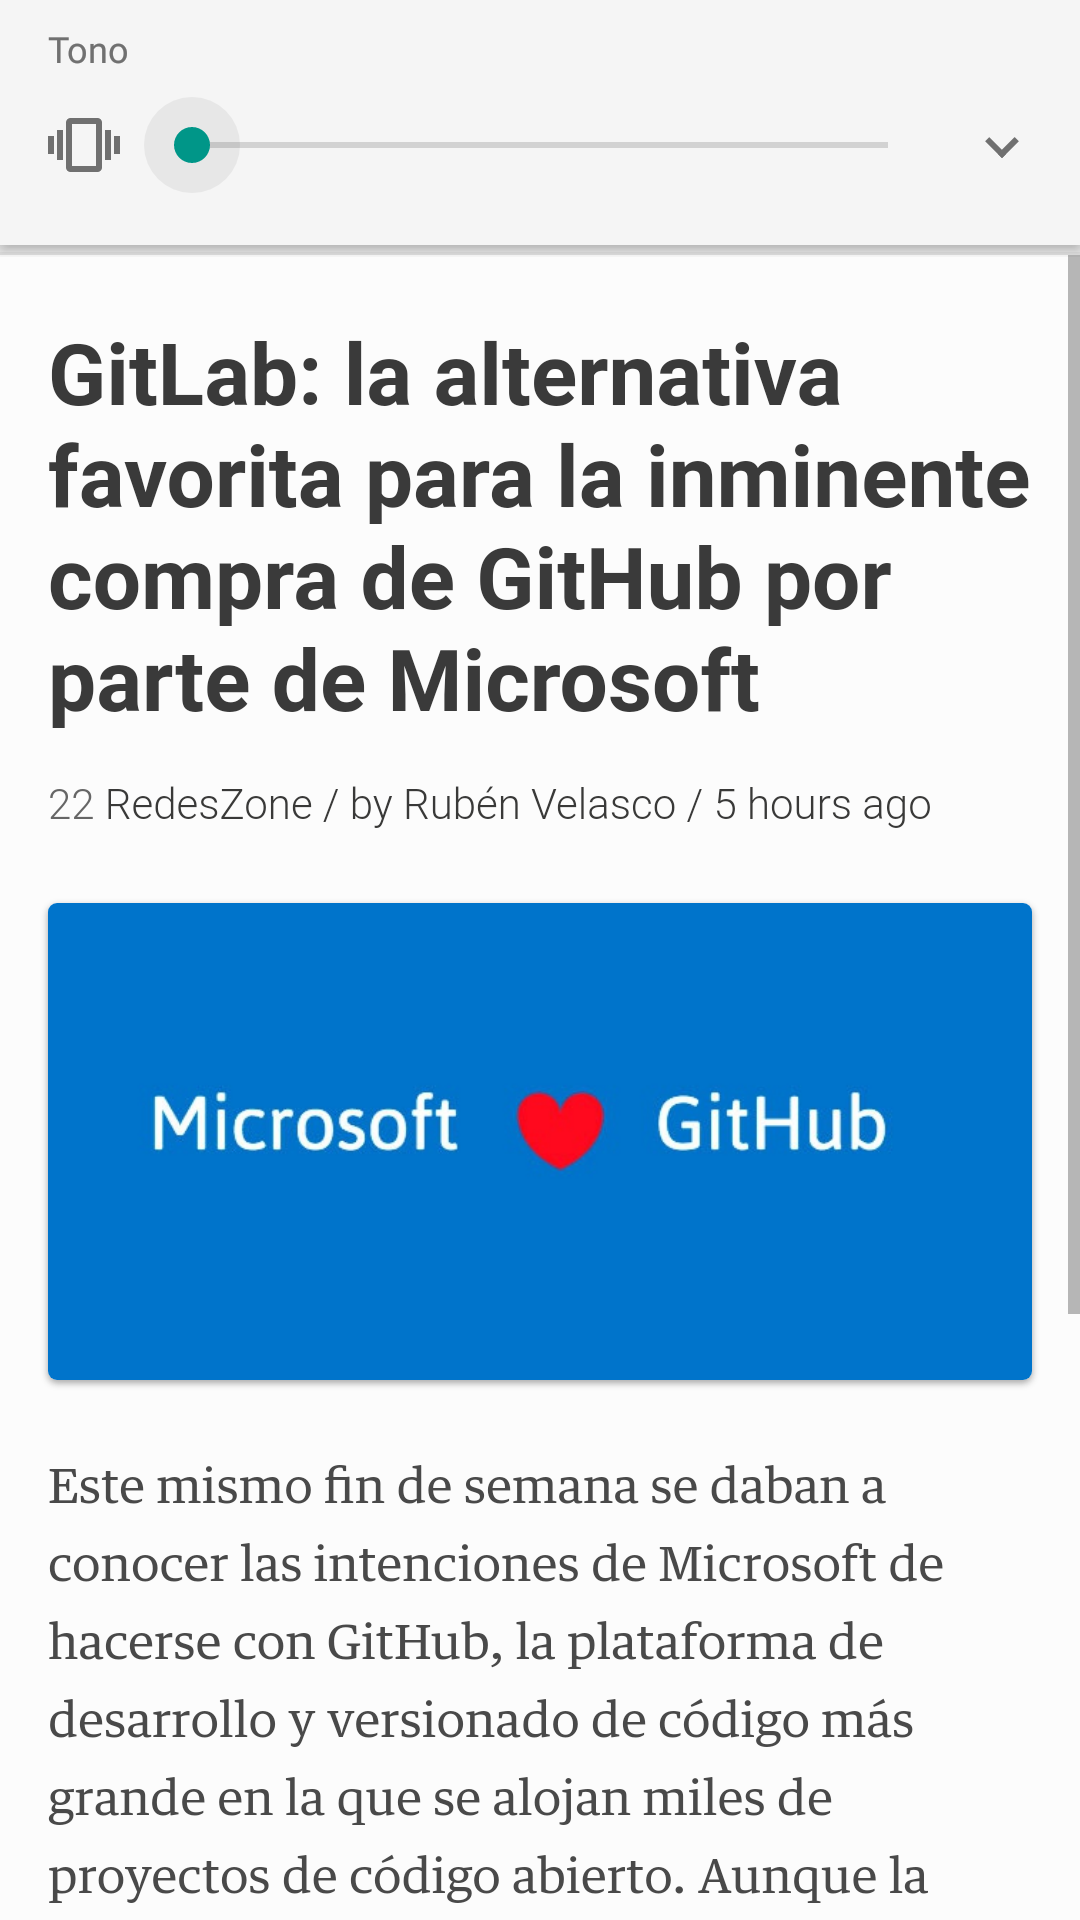 Tono
GitLab: la alternativa
favorita para la inminente
compra de GitHub por
parte de Microsoft
22 RedesZone / by Rubén Velasco / 5 hours ago
Microsoft GitHub
Este mismo fin de semana se daban a
conocer las intenciones de Microsoft de
hacerse con GitHub, la plataforma de
desarrollo y versionado de código más
grande en la que se alojan miles de
proyectos de código abierto. Aunque la